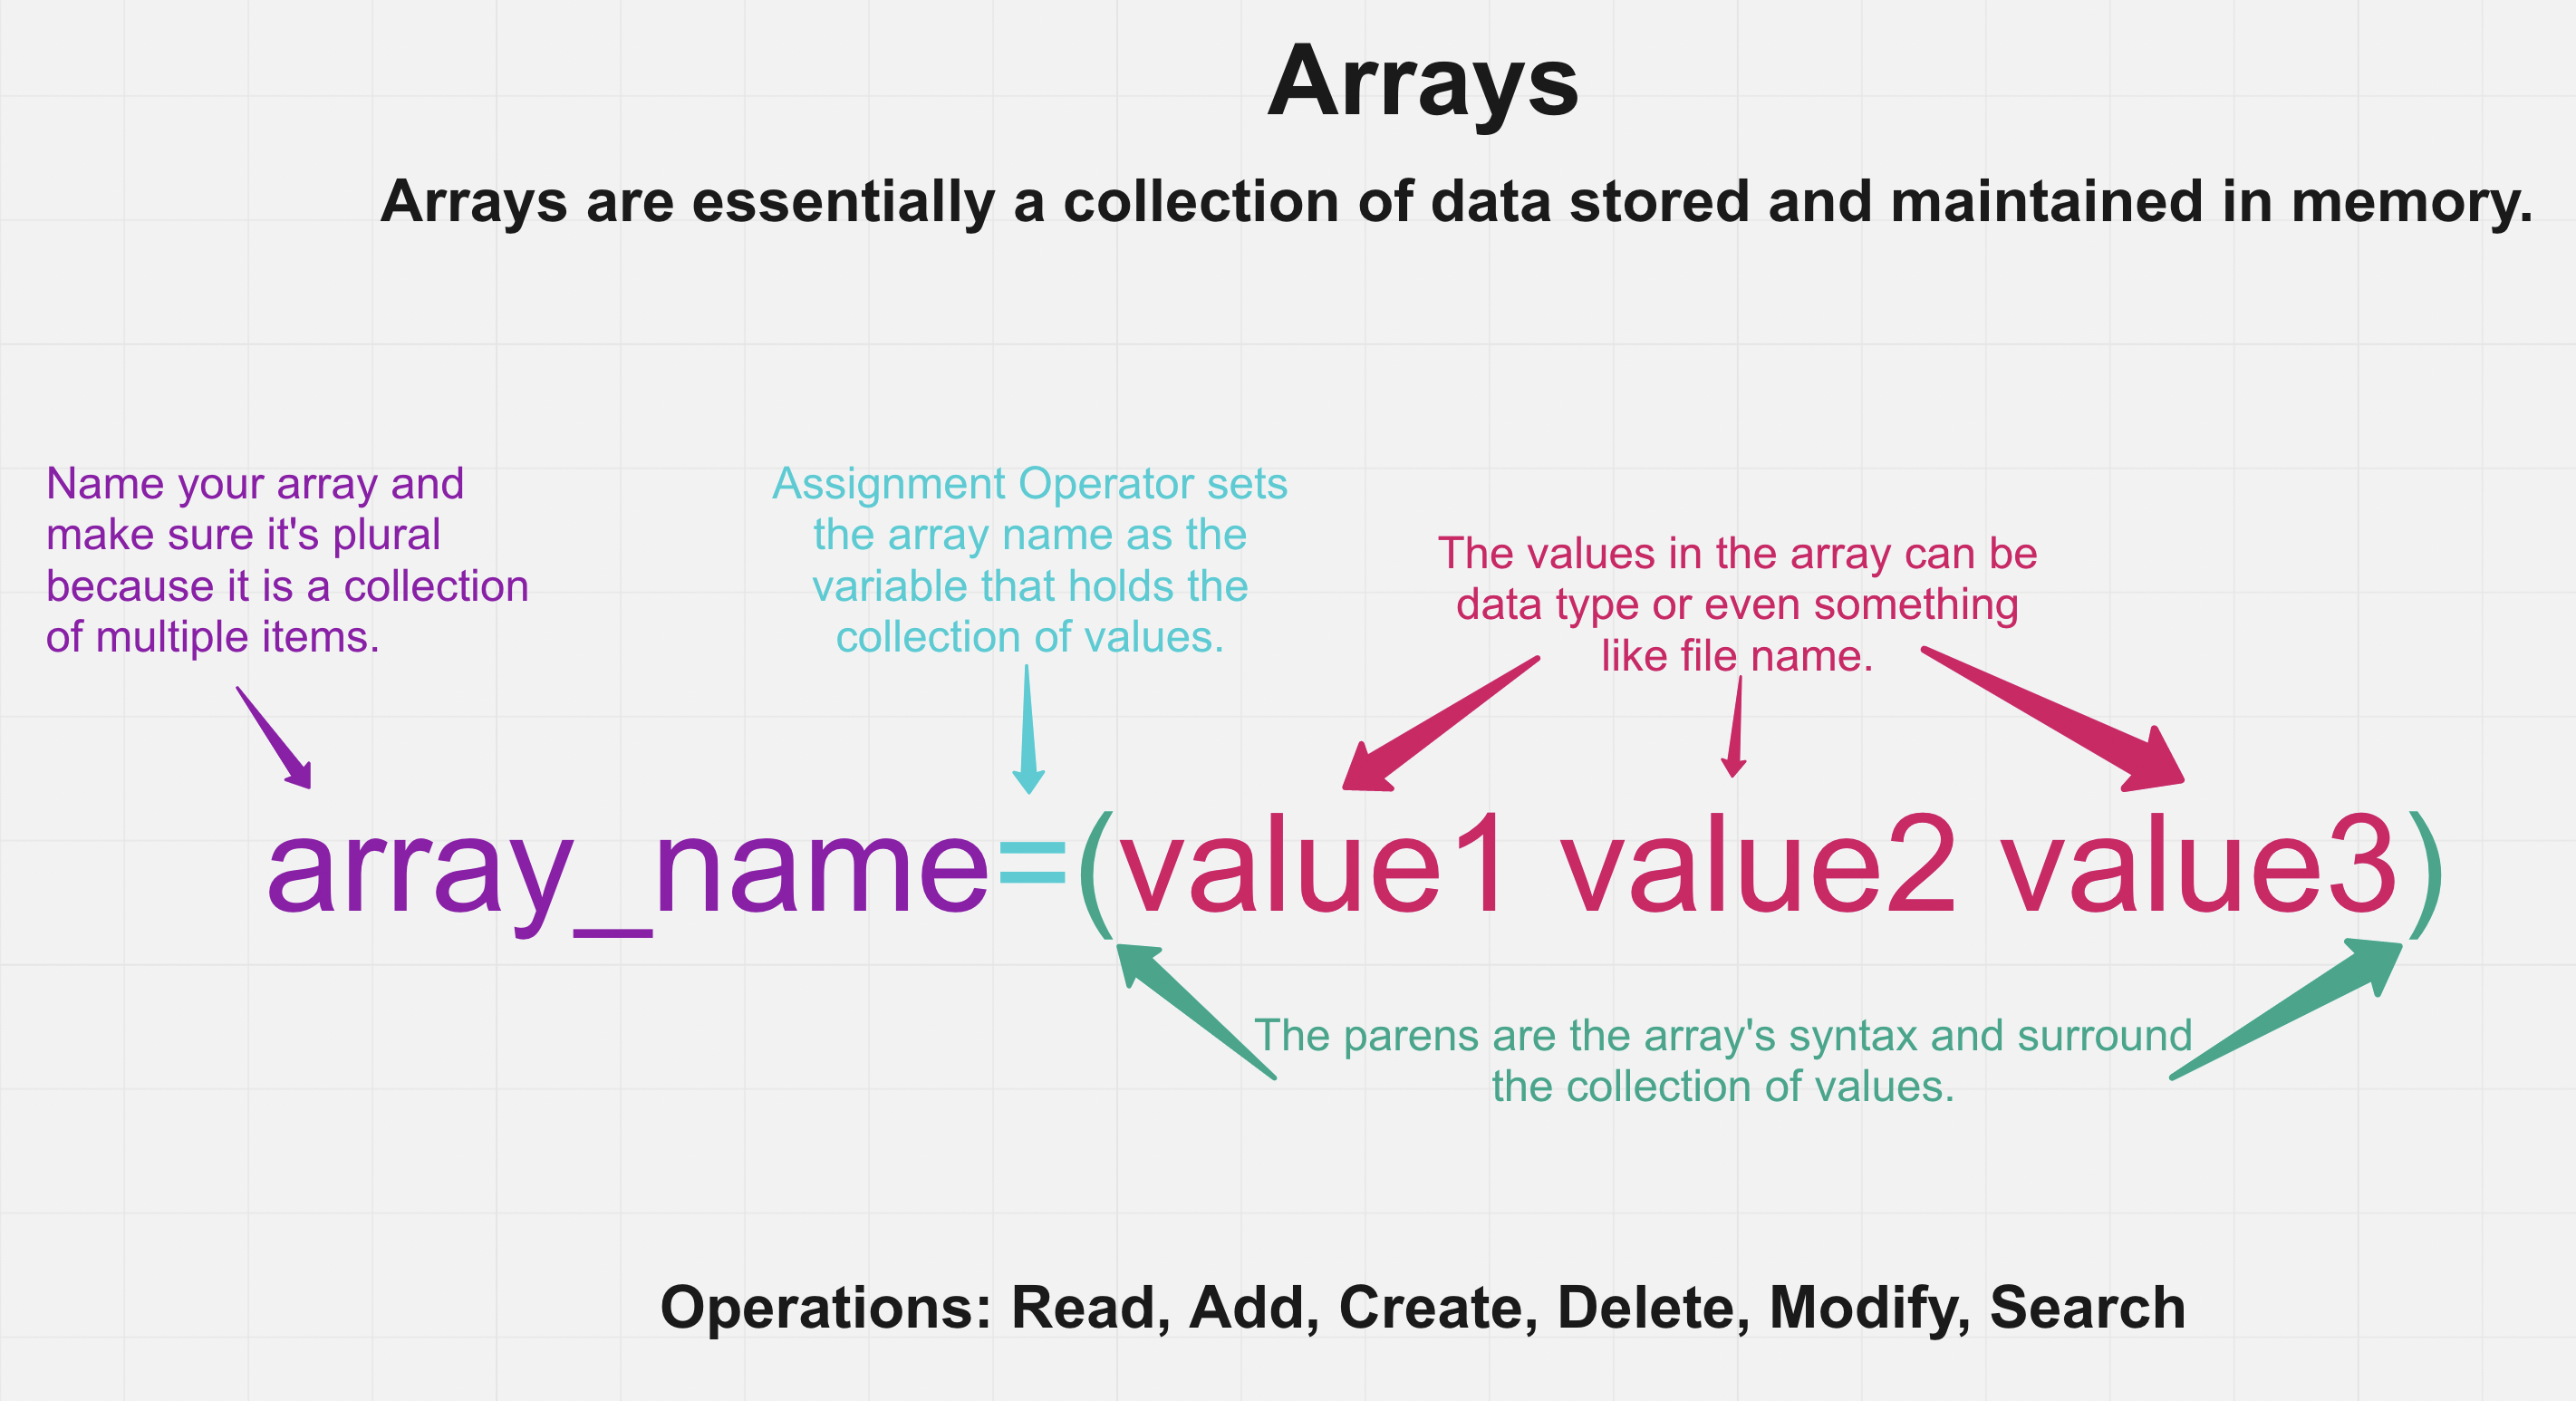 Arrays
Arrays are essentially a collection of data stored and maintained in memory.
Name your array and
make sure it's plural
because it is a collection
of multiple items.
Assignment Operator sets
the array name as the
variable that holds the
collection of values.
The values in the array can be
data type or even something
like file name.
array_name=(value1 value2 value3)
The parens are the array's syntax and surround
the collection of values.
Operations: Read, Add, Create, Delete, Modify, Search